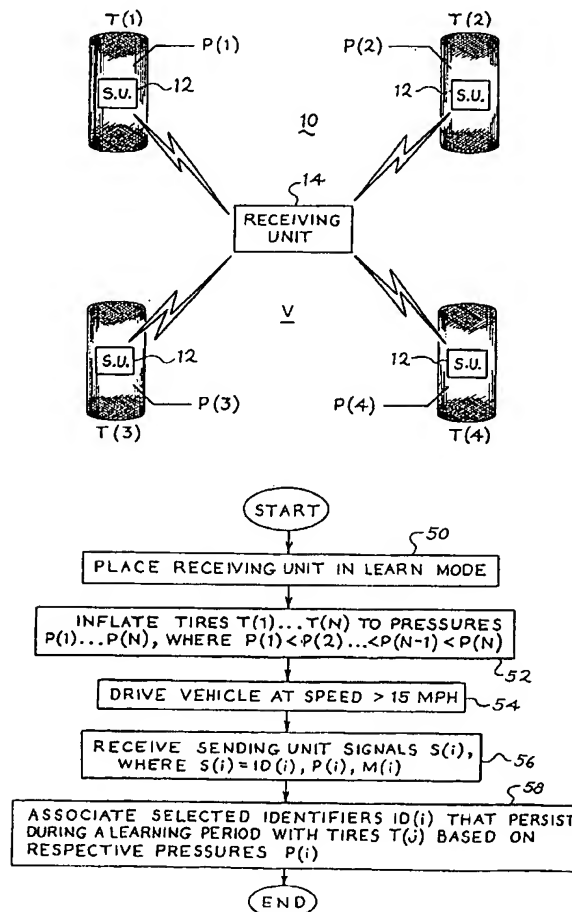 T(1)
T(2)
P(1)
P(2)
S.U.
12
12
S.U.
10
14
RECEIVING
UNIT
V
S.U.
12
12
S.U.
P(3)
P(4)
T(3)
T(4)
START
50
PLACE RECEIVING UNIT IN LEARN MODE
INFLATE TIRES T(1)...T(N) TO PRESSURES
P(1)...P(N), WHERE P(1)<P(2)...<P(N-1)<P(N)
52
DRIVE VEHICLE AT SPEED > 15 MPH
54
RECEIVE SENDING UNIT SIGNALS S(i),
WHERE S(i)=ID(i), P(i), M(i)
56
58
ASSOCIATE SELECTED IDENTIFIERS ID(i) THAT PERSIST
DURING A LEARNING PERIOD WITH TIRES T(j) BASED ON
RESPECTIVE PRESSURES P(i)
END